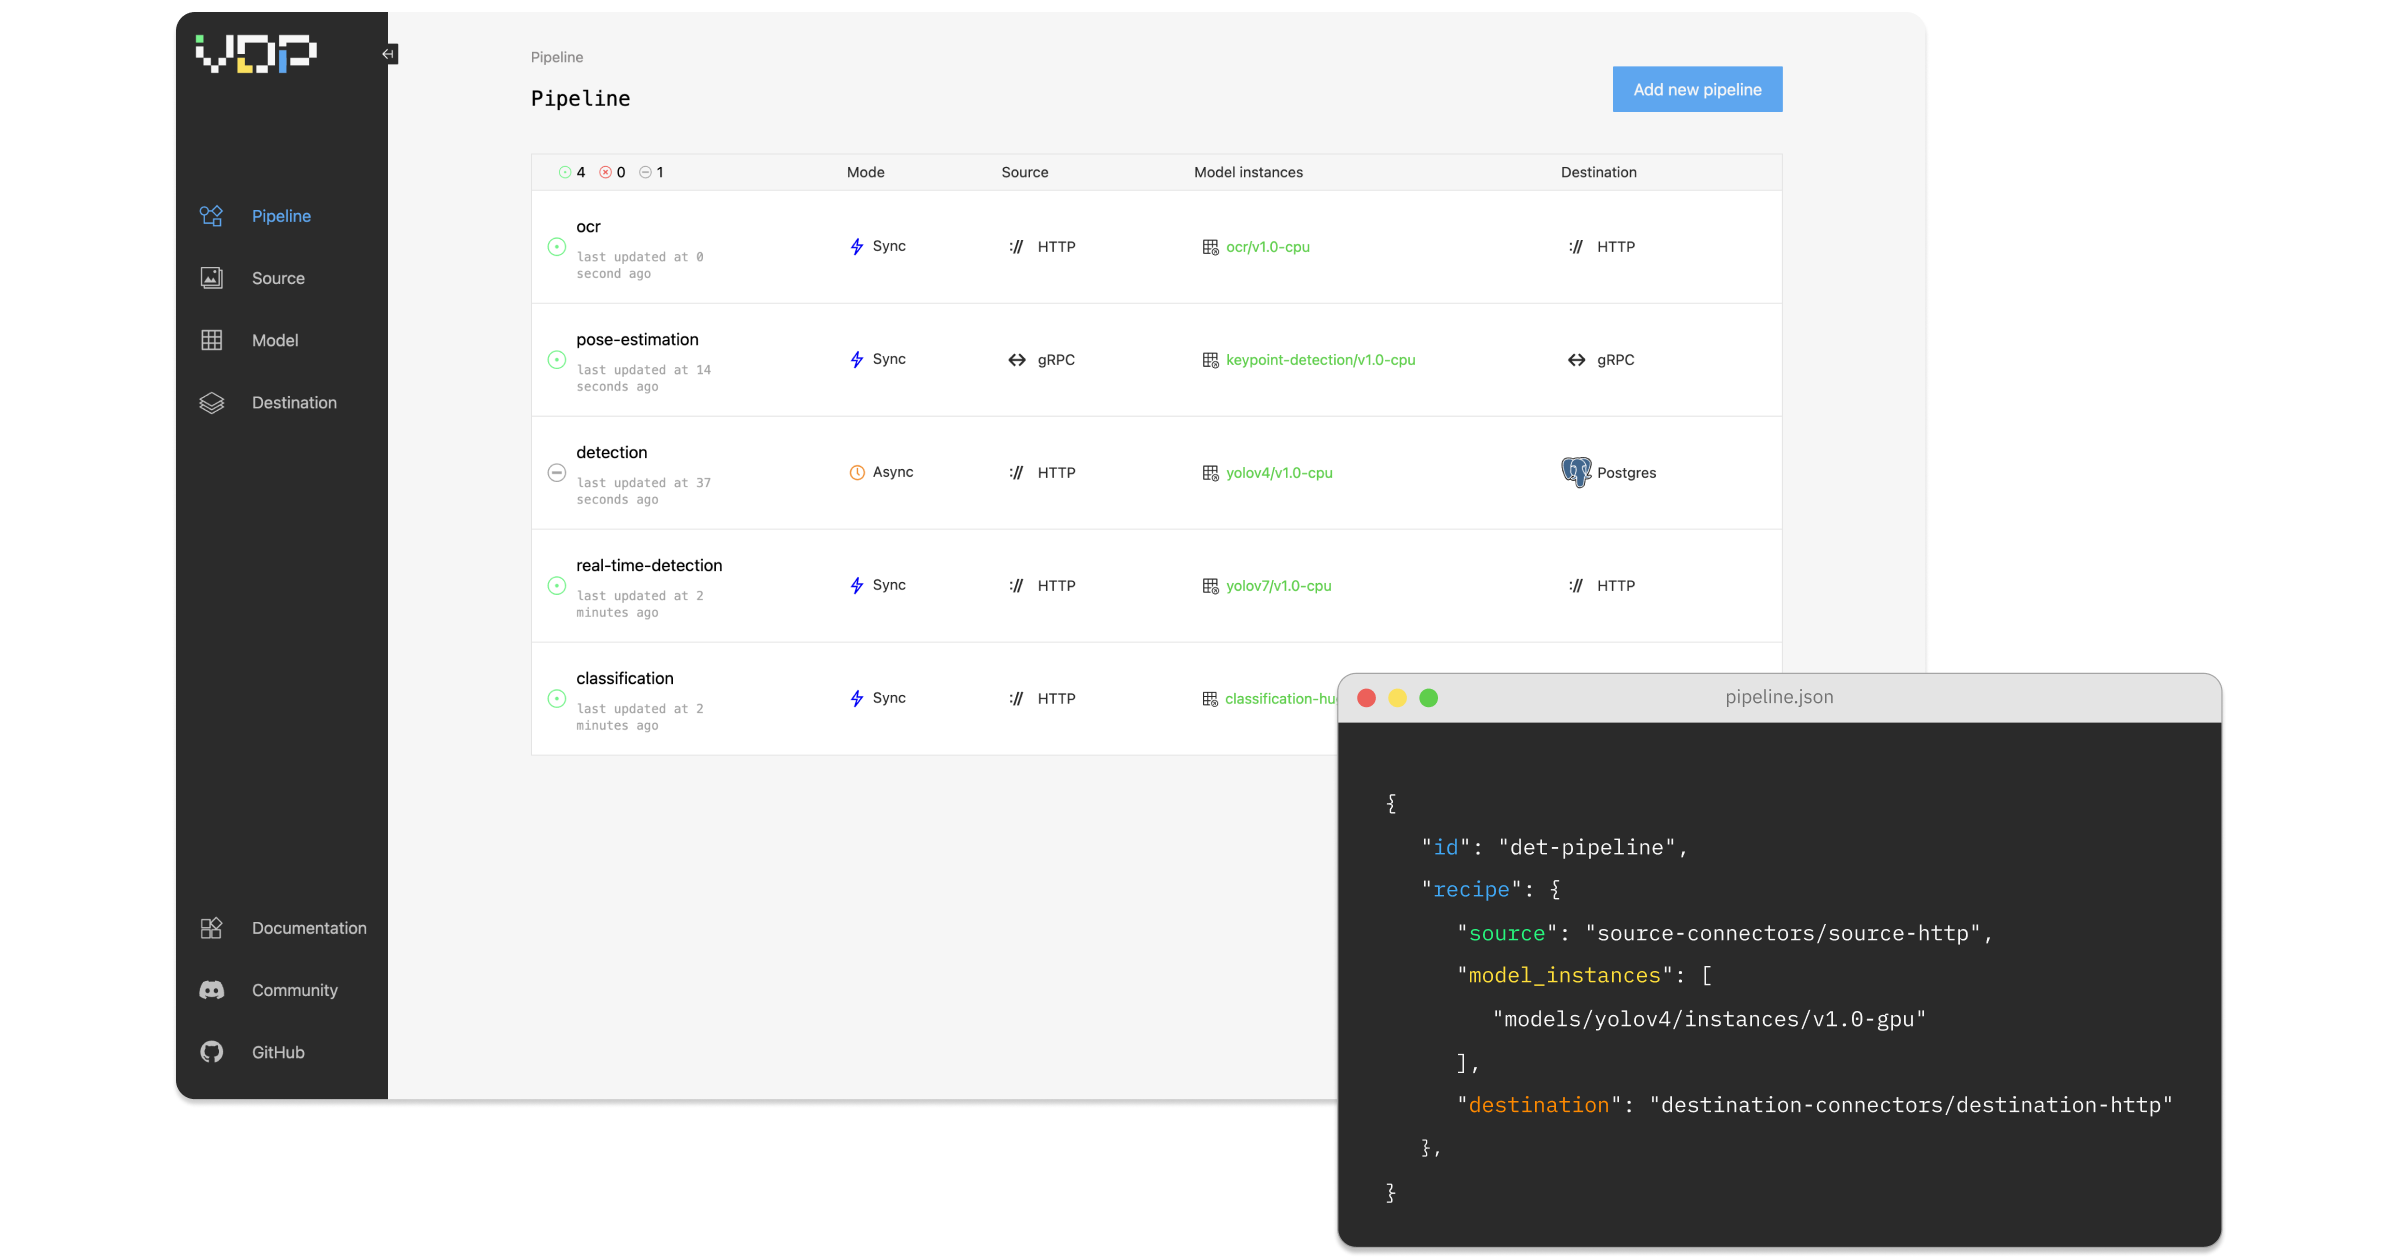 VDP
Pipeline
Pipeline
Add new pipeline
4 0 1 Mode Source Model instances Destination
ocr
last updated at 0
second ago
Sync :// HTTP ocr/v1.0-cpu :// HTTP
pose-estimation
last updated at 14
seconds ago
Sync gRPC keypoint-detection/v1.0-cpu gRPC
detection
last updated at 37
seconds ago
Async :// HTTP yolov4/v1.0-cpu Postgres
real-time-detection
last updated at 2
minutes ago
Sync :// HTTP yolov7/v1.0-cpu :// HTTP
classification
last updated at 2
minutes ago
Sync :// HTTP
Pipeline
Source
Model
Destination
Documentation
Community
GitHub
pipeline.json
{
"id": "det-pipeline",
"recipe": {
"source": "source-connectors/source-http",
"model_instances": [
"models/yolov4/instances/v1.0-gpu"
],
"destination": "destination-connectors/destination-http"
},
}